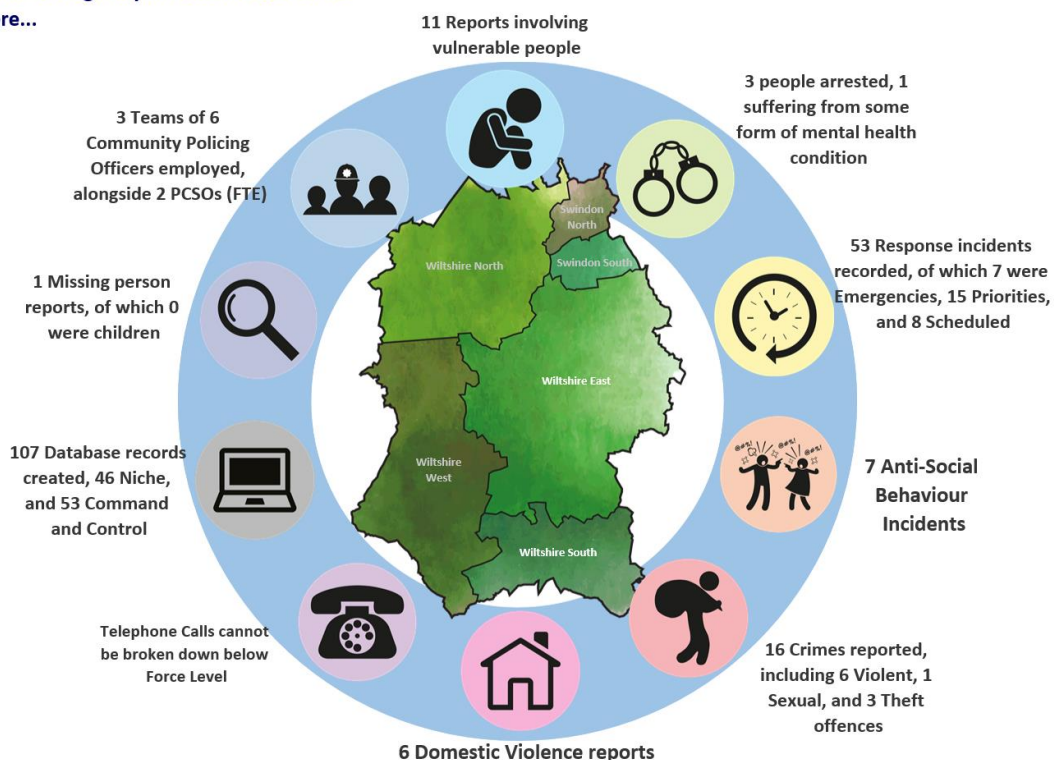 re...
11 Reports involving
vulnerable people
3 people arrested, 1
suffering from some
form of mental health
condition
3 Teams of 6
Community Policing
Officers employed,
alongside 2 PCSOs (FTE)
53 Response incidents
recorded, of which 7 were
Emergencies, 15 Priorities,
and 8 Scheduled
1 Missing person
reports, of which 0
were children
Swindon
North
Swindon South
Wiltshire North
Wiltshire East
Wiltshire
West
Wiltshire South
107 Database records
created, 46 Niche,
and 53 Command
and Control
@#%!
@#%!
@#%!
7 Anti-Social
Behaviour
Incidents
Telephone Calls cannot
be broken down below
Force Level
16 Crimes reported,
including 6 Violent, 1
Sexual, and 3 Theft
offences
6 Domestic Violence reports